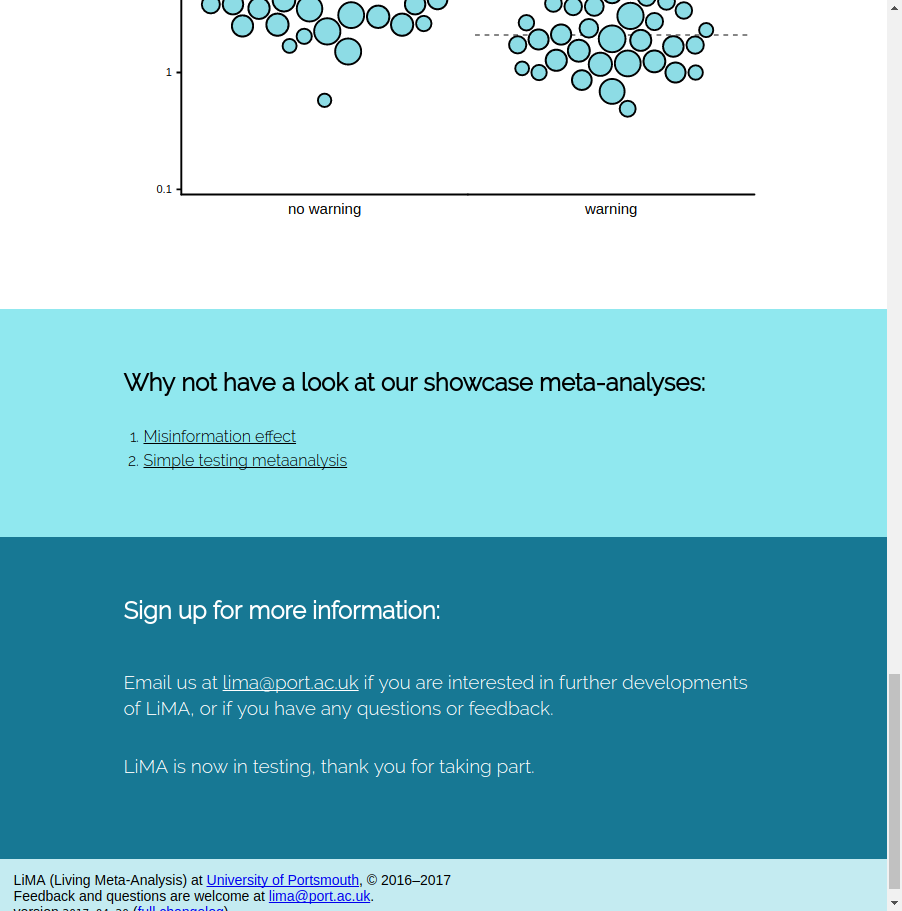 1
0.1
no warning
warning
Why not have a look at our showcase meta-analyses:
1. Misinformation effect
2. Simple testing metaanalysis
Sign up for more information:
Email us at lima@port.ac.uk if you are interested in further developments
of LiMA, or if you have any questions or feedback.
LiMA is now in testing, thank you for taking part.
LiMA (Living Meta-Analysis) at University of Portsmouth, © 2016–2017
Feedback and questions are welcome at lima@port.ac.uk.